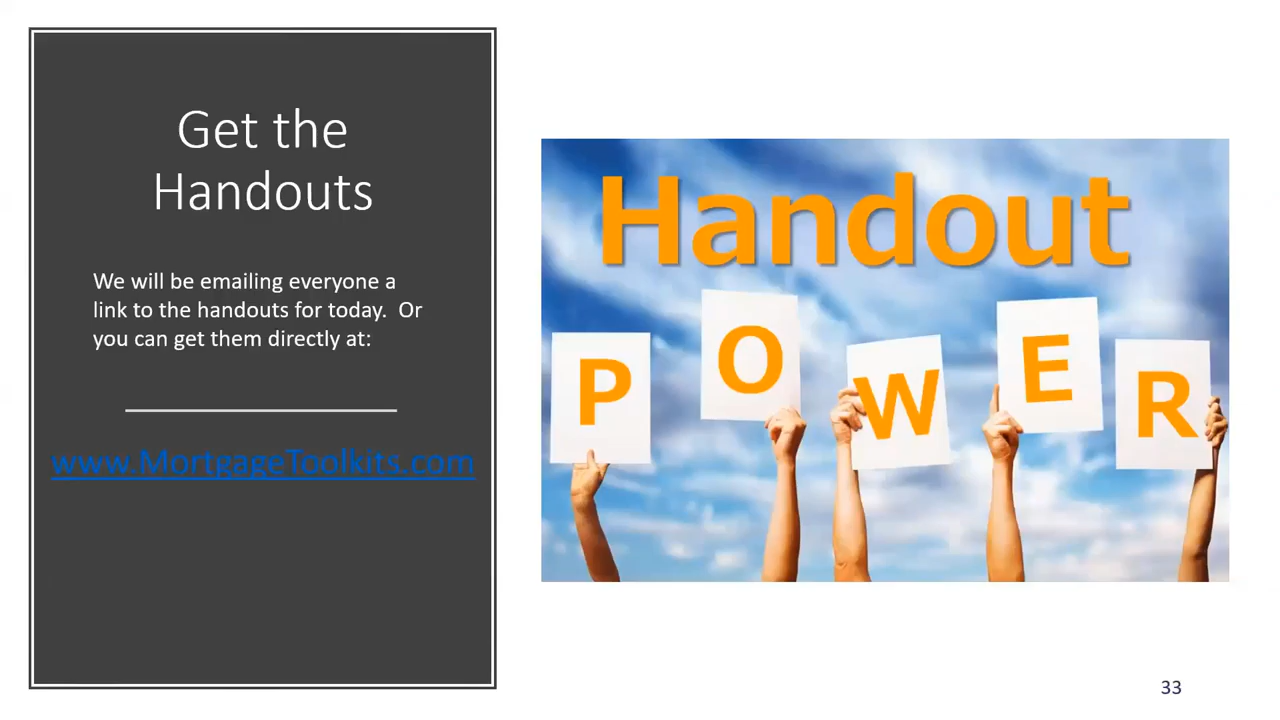 Get the
Handouts
We will be emailing everyone a
link to the handouts for today.  Or
you can get them directly at:
www.MortgageToolkits.com
Handout
POWER
33